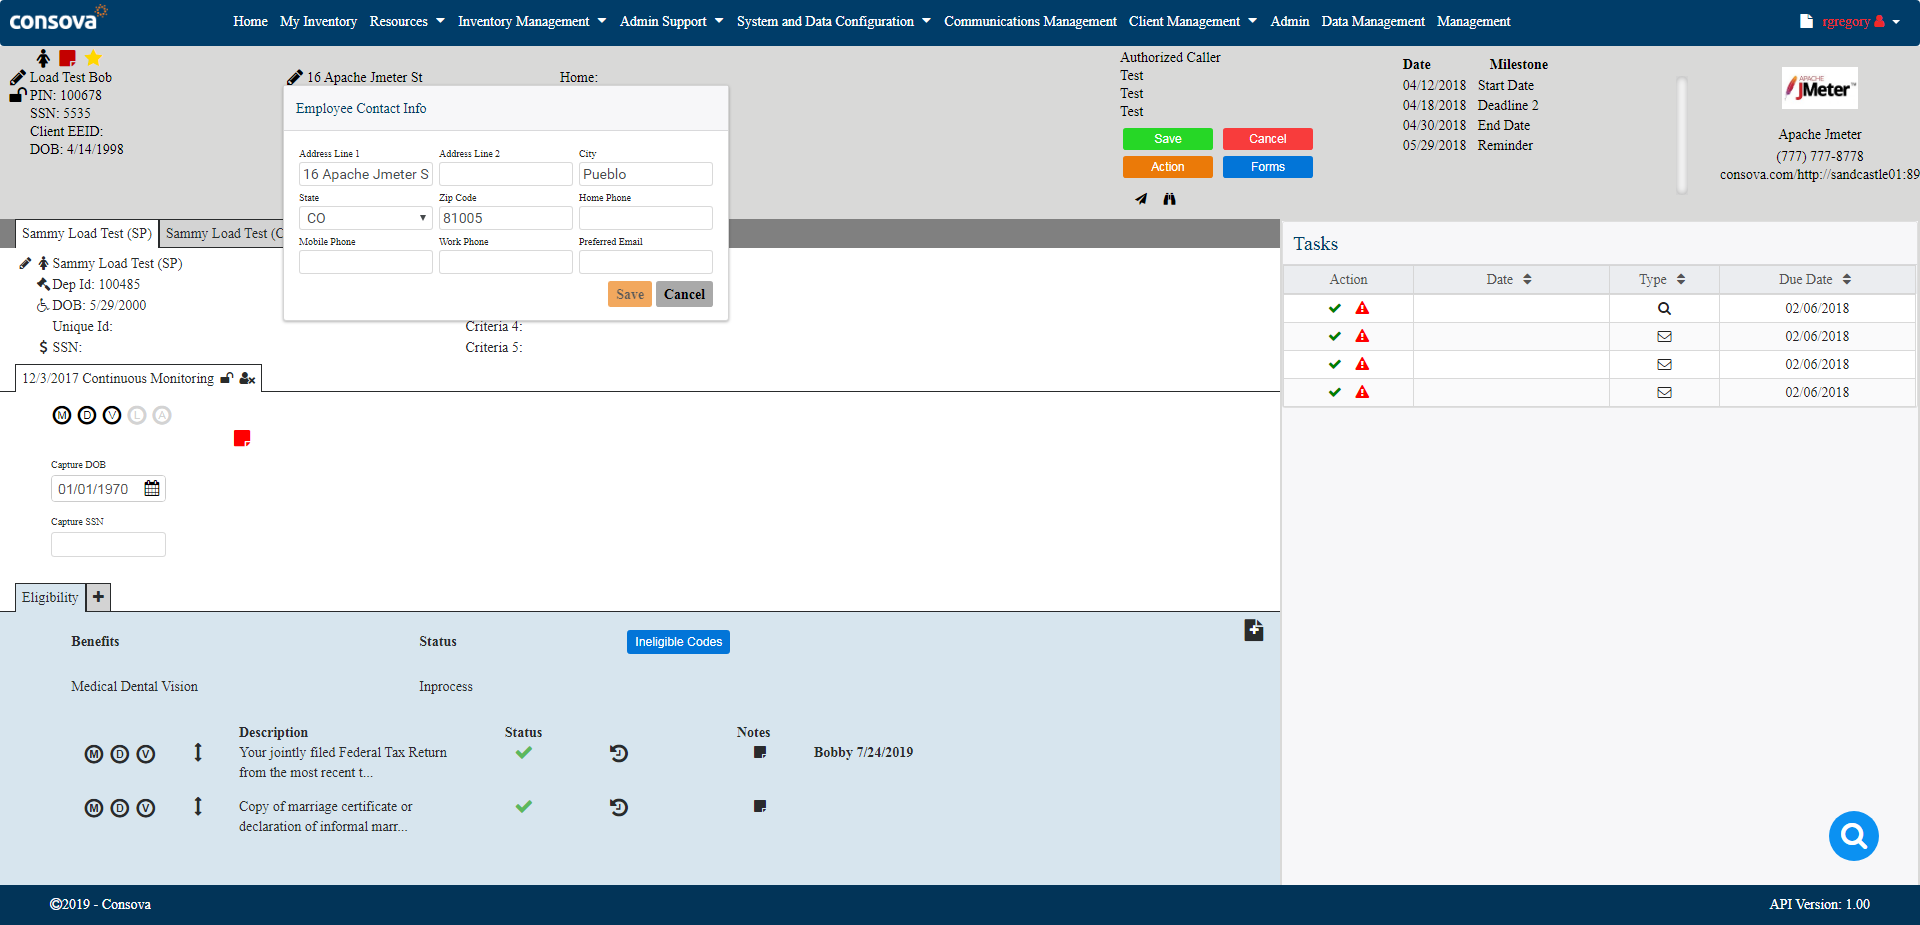 consova
Home My Inventory Resources Inventory Management Admin Support System and Data Configuration Communications Management Client Management Admin Data Management Management
rgregory
Load Test Bob
PIN: 100678
SSN: 5535
Client EEID:
DOB: 4/14/1998
16 Apache Jmeter St
Home:
Employee Contact Info
Address Line 1 Address Line 2 City
16 Apache Jmeter S Pueblo
State Zip Code Home Phone
CO 81005
Mobile Phone Work Phone Preferred Email
Save Cancel
Authorized Caller
Test
Test
Test
Save Cancel
Action Forms
Date Milestone
04/12/2018 Start Date
04/18/2018 Deadline 2
04/30/2018 End Date
05/29/2018 Reminder
APACHE
JMeter™
Apache Jmeter
(777) 777-8778
consova.com/http://sandcastle01:89
Sammy Load Test (SP) Sammy Load Test (C
Sammy Load Test (SP)
Dep Id: 100485
DOB: 5/29/2000
Unique Id:
SSN:
Criteria 4:
Criteria 5:
12/3/2017 Continuous Monitoring
M D V L A
Capture DOB
01/01/1970
Capture SSN
Eligibility
Benefits Status Ineligible Codes
Medical Dental Vision Inprocess
Description Status Notes
M D V Your jointly filed Federal Tax Return Bobby 7/24/2019
from the most recent t...
M D V Copy of marriage certificate or
declaration of informal marr...
Tasks
Action Date Type Due Date
02/06/2018
02/06/2018
02/06/2018
02/06/2018
©2019 - Consova
API Version: 1.00